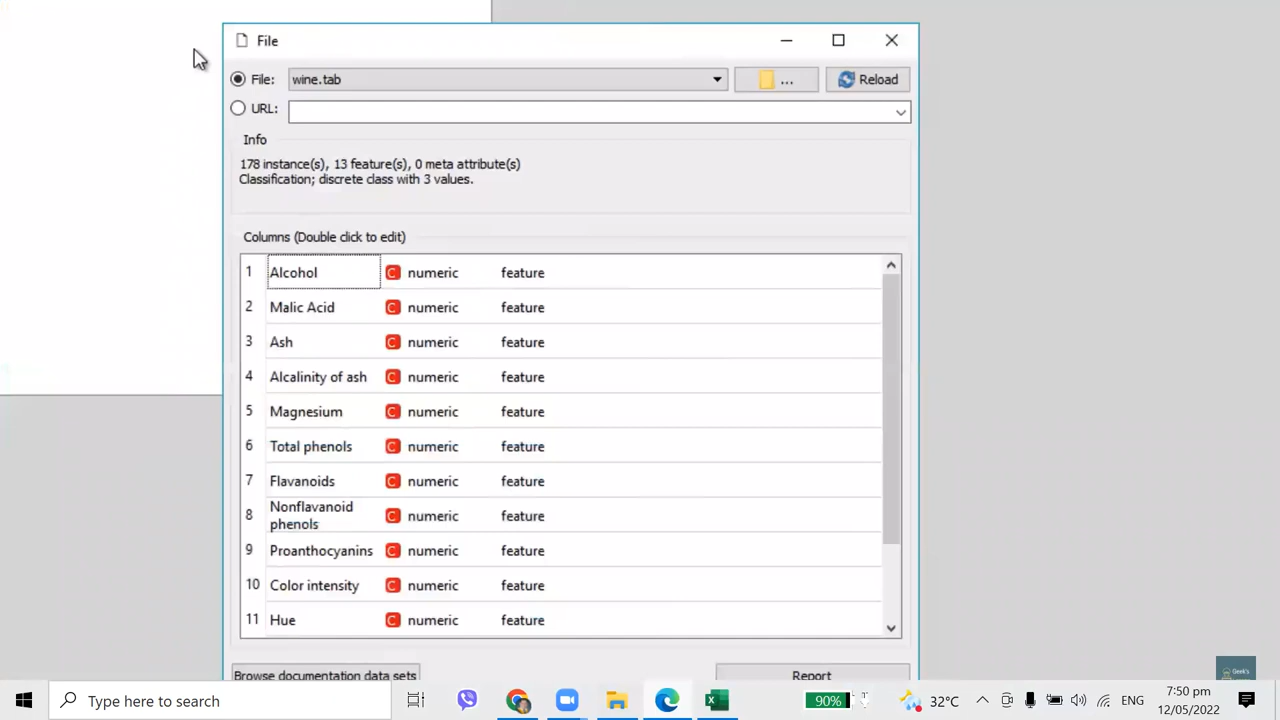 File
File: wine.tab ... Reload
URL:
Info
178 instance(s), 13 feature(s), 0 meta attribute(s)
Classification; discrete class with 3 values.
Columns (Double click to edit)
1 Alcohol C numeric feature
2 Malic Acid C numeric feature
3 Ash C numeric feature
4 Alcalinity of ash C numeric feature
5 Magnesium C numeric feature
6 Total phenols C numeric feature
7 Flavanoids C numeric feature
8 Nonflavanoid
phenols C numeric feature
9 Proanthocyanins C numeric feature
10 Color intensity C numeric feature
11 Hue C numeric feature
Browse documentation data sets Report
Geek's
Type here to search 90% 32°C ENG 7:50 pm
12/05/2022